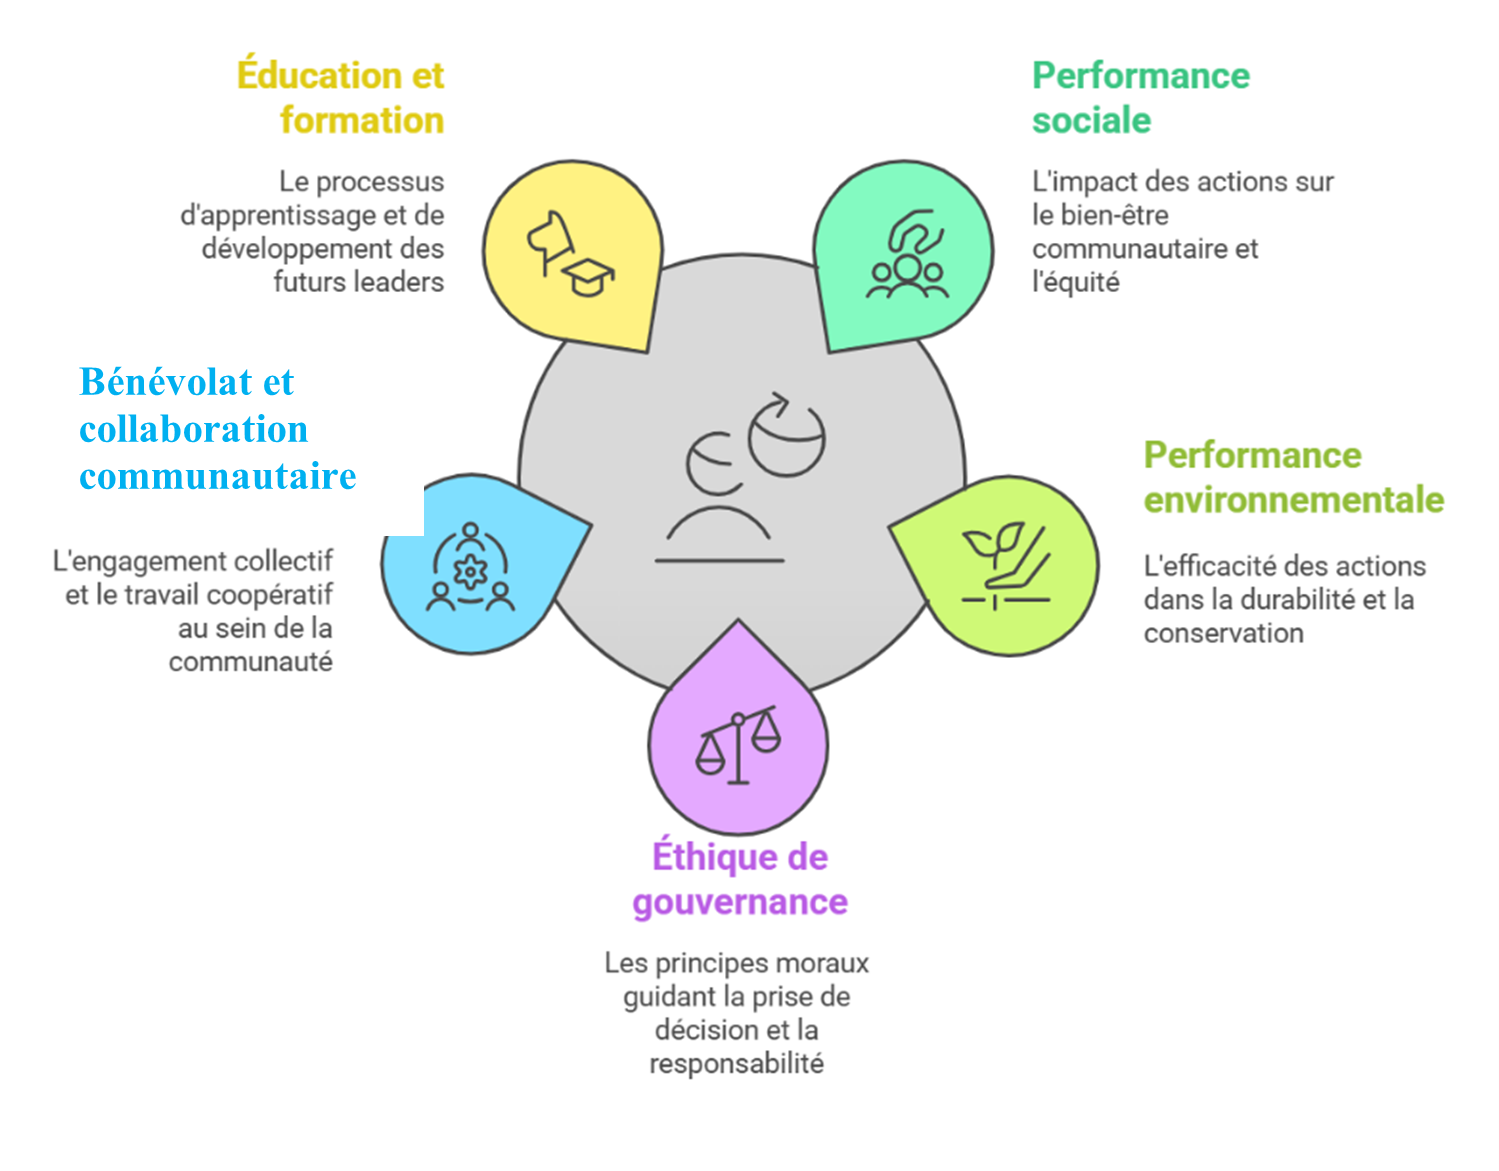 Éducation et
formation
Le processus
d'apprentissage et de
développement des
futurs leaders
Performance
sociale
L'impact des actions sur
le bien-être
communautaire et
l'équité
Bénévolat et
collaboration
communautaire
L'engagement collectif
et le travail coopératif
au sein de la
communauté
Performance
environnementale
L'efficacité des actions
dans la durabilité et la
conservation
Éthique de
gouvernance
Les principes moraux
guidant la prise de
décision et la
responsabilité